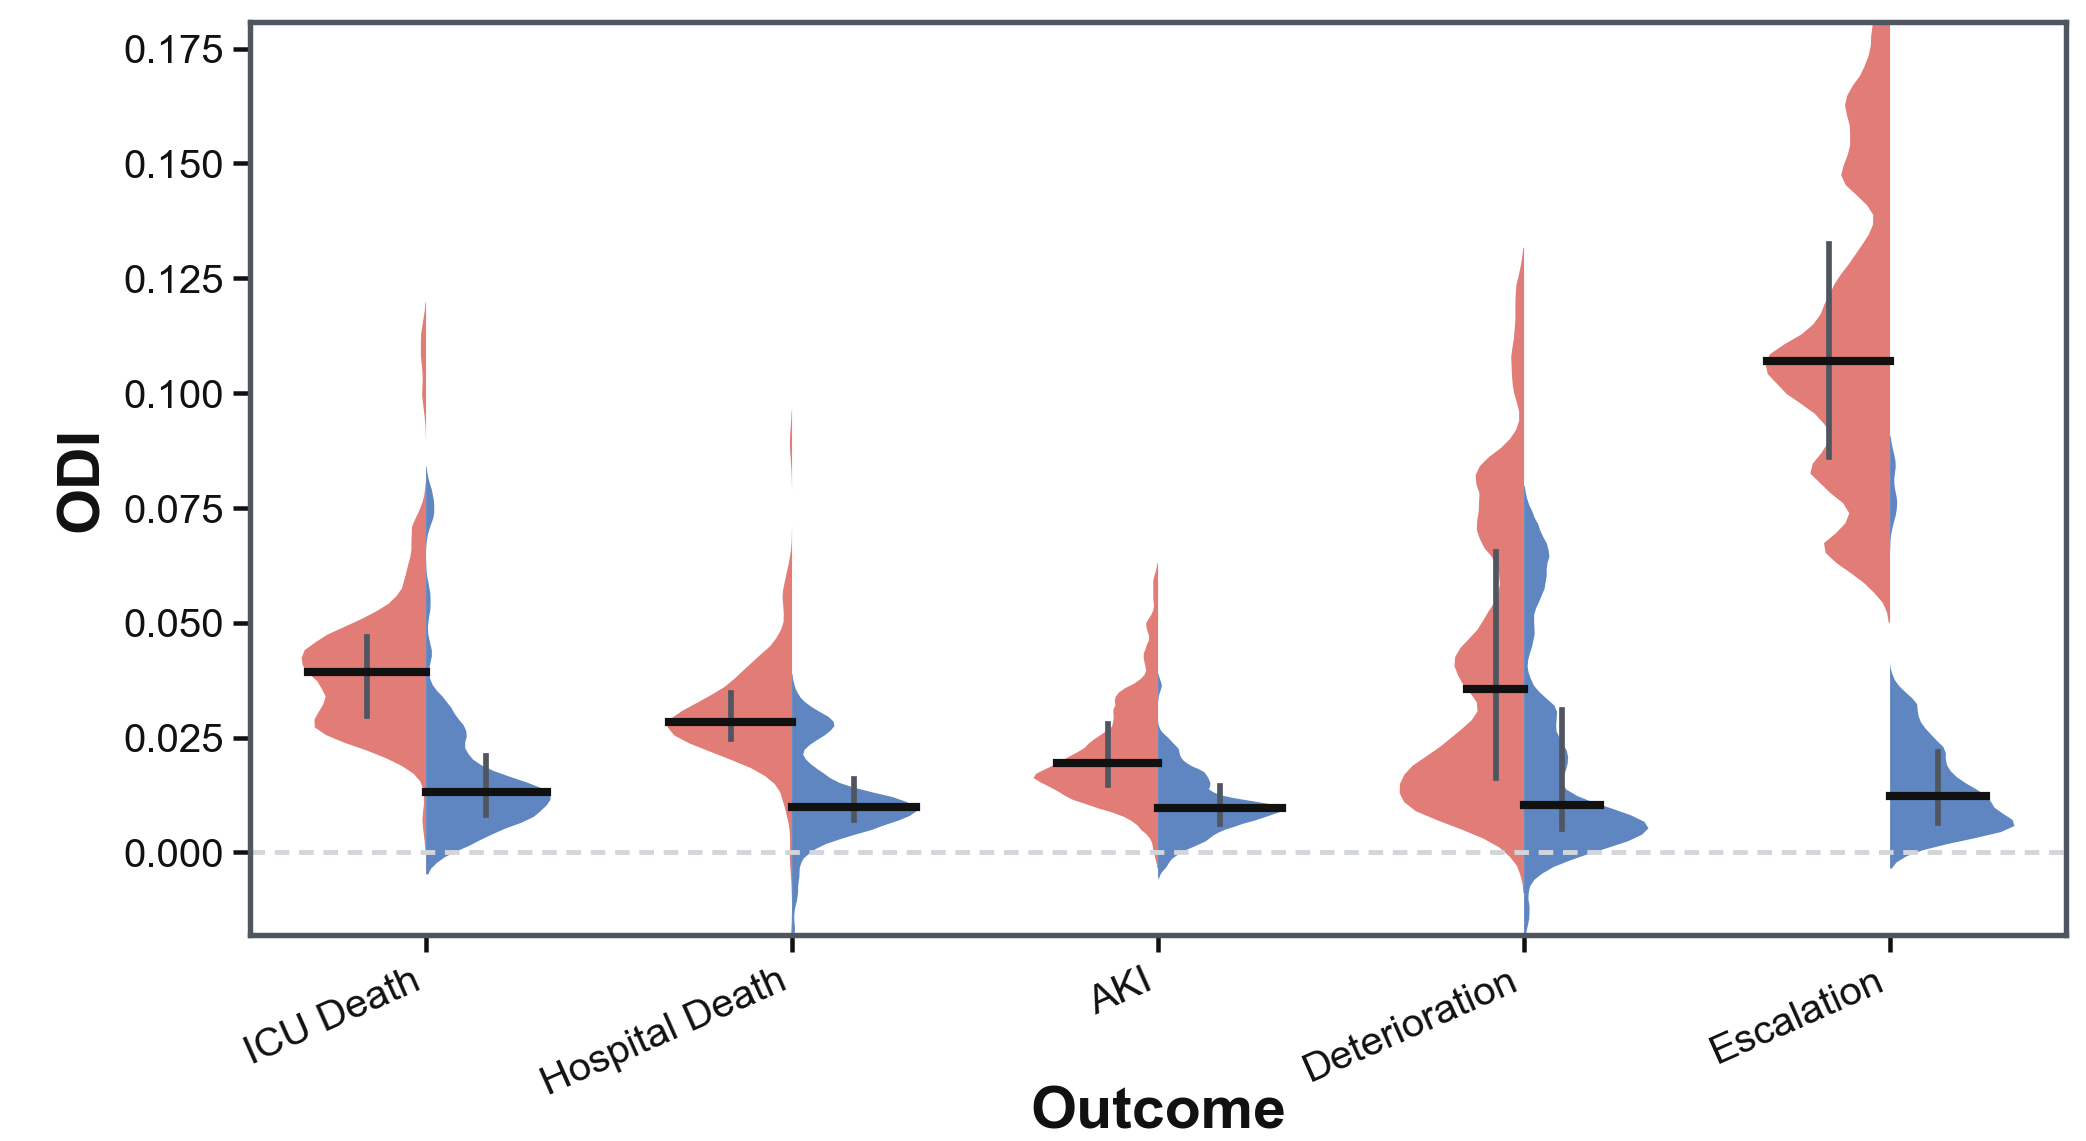 0.175
0.150
0.125
0.100
0.075
0.050
0.025
0.000
ODI
ICU Death
Hospital Death
AKI
Deterioration
Escalation
Outcome